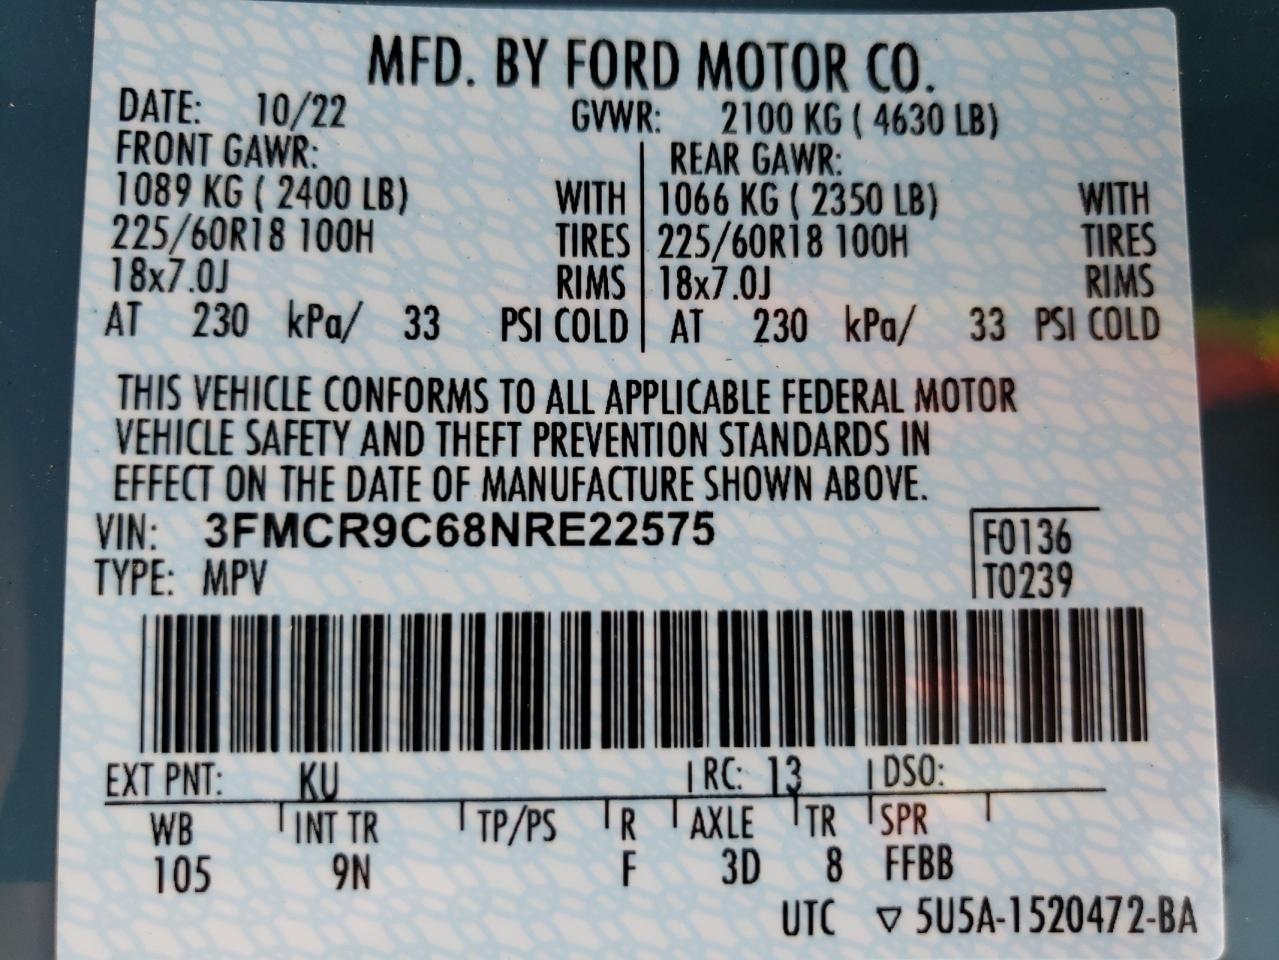 MFD. BY FORD MOTOR CO.
DATE: 10/22 GVWR: 2100 KG ( 4630 LB)
FRONT GAWR: REAR GAWR:
1089 KG ( 2400 LB) WITH 1066 KG ( 2350 LB) WITH
225/60R18 100H TIRES 225/60R18 100H TIRES
18x7.0J RIMS 18x7.0J RIMS
AT 230 kPa/ 33 PSI COLD AT 230 kPa/ 33 PSI COLD
THIS VEHICLE CONFORMS TO ALL APPLICABLE FEDERAL MOTOR
VEHICLE SAFETY AND THEFT PREVENTION STANDARDS IN
EFFECT ON THE DATE OF MANUFACTURE SHOWN ABOVE.
VIN: 3FMCR9C68NRE22575 F0136
TYPE: MPV T0239
EXT PNT: KU RC: 13 DSO:
WB INT TR TP/PS R AXLE TR SPR
105 9N F 3D 8 FFBB
UTC ▽ 5U5A-1520472-BA